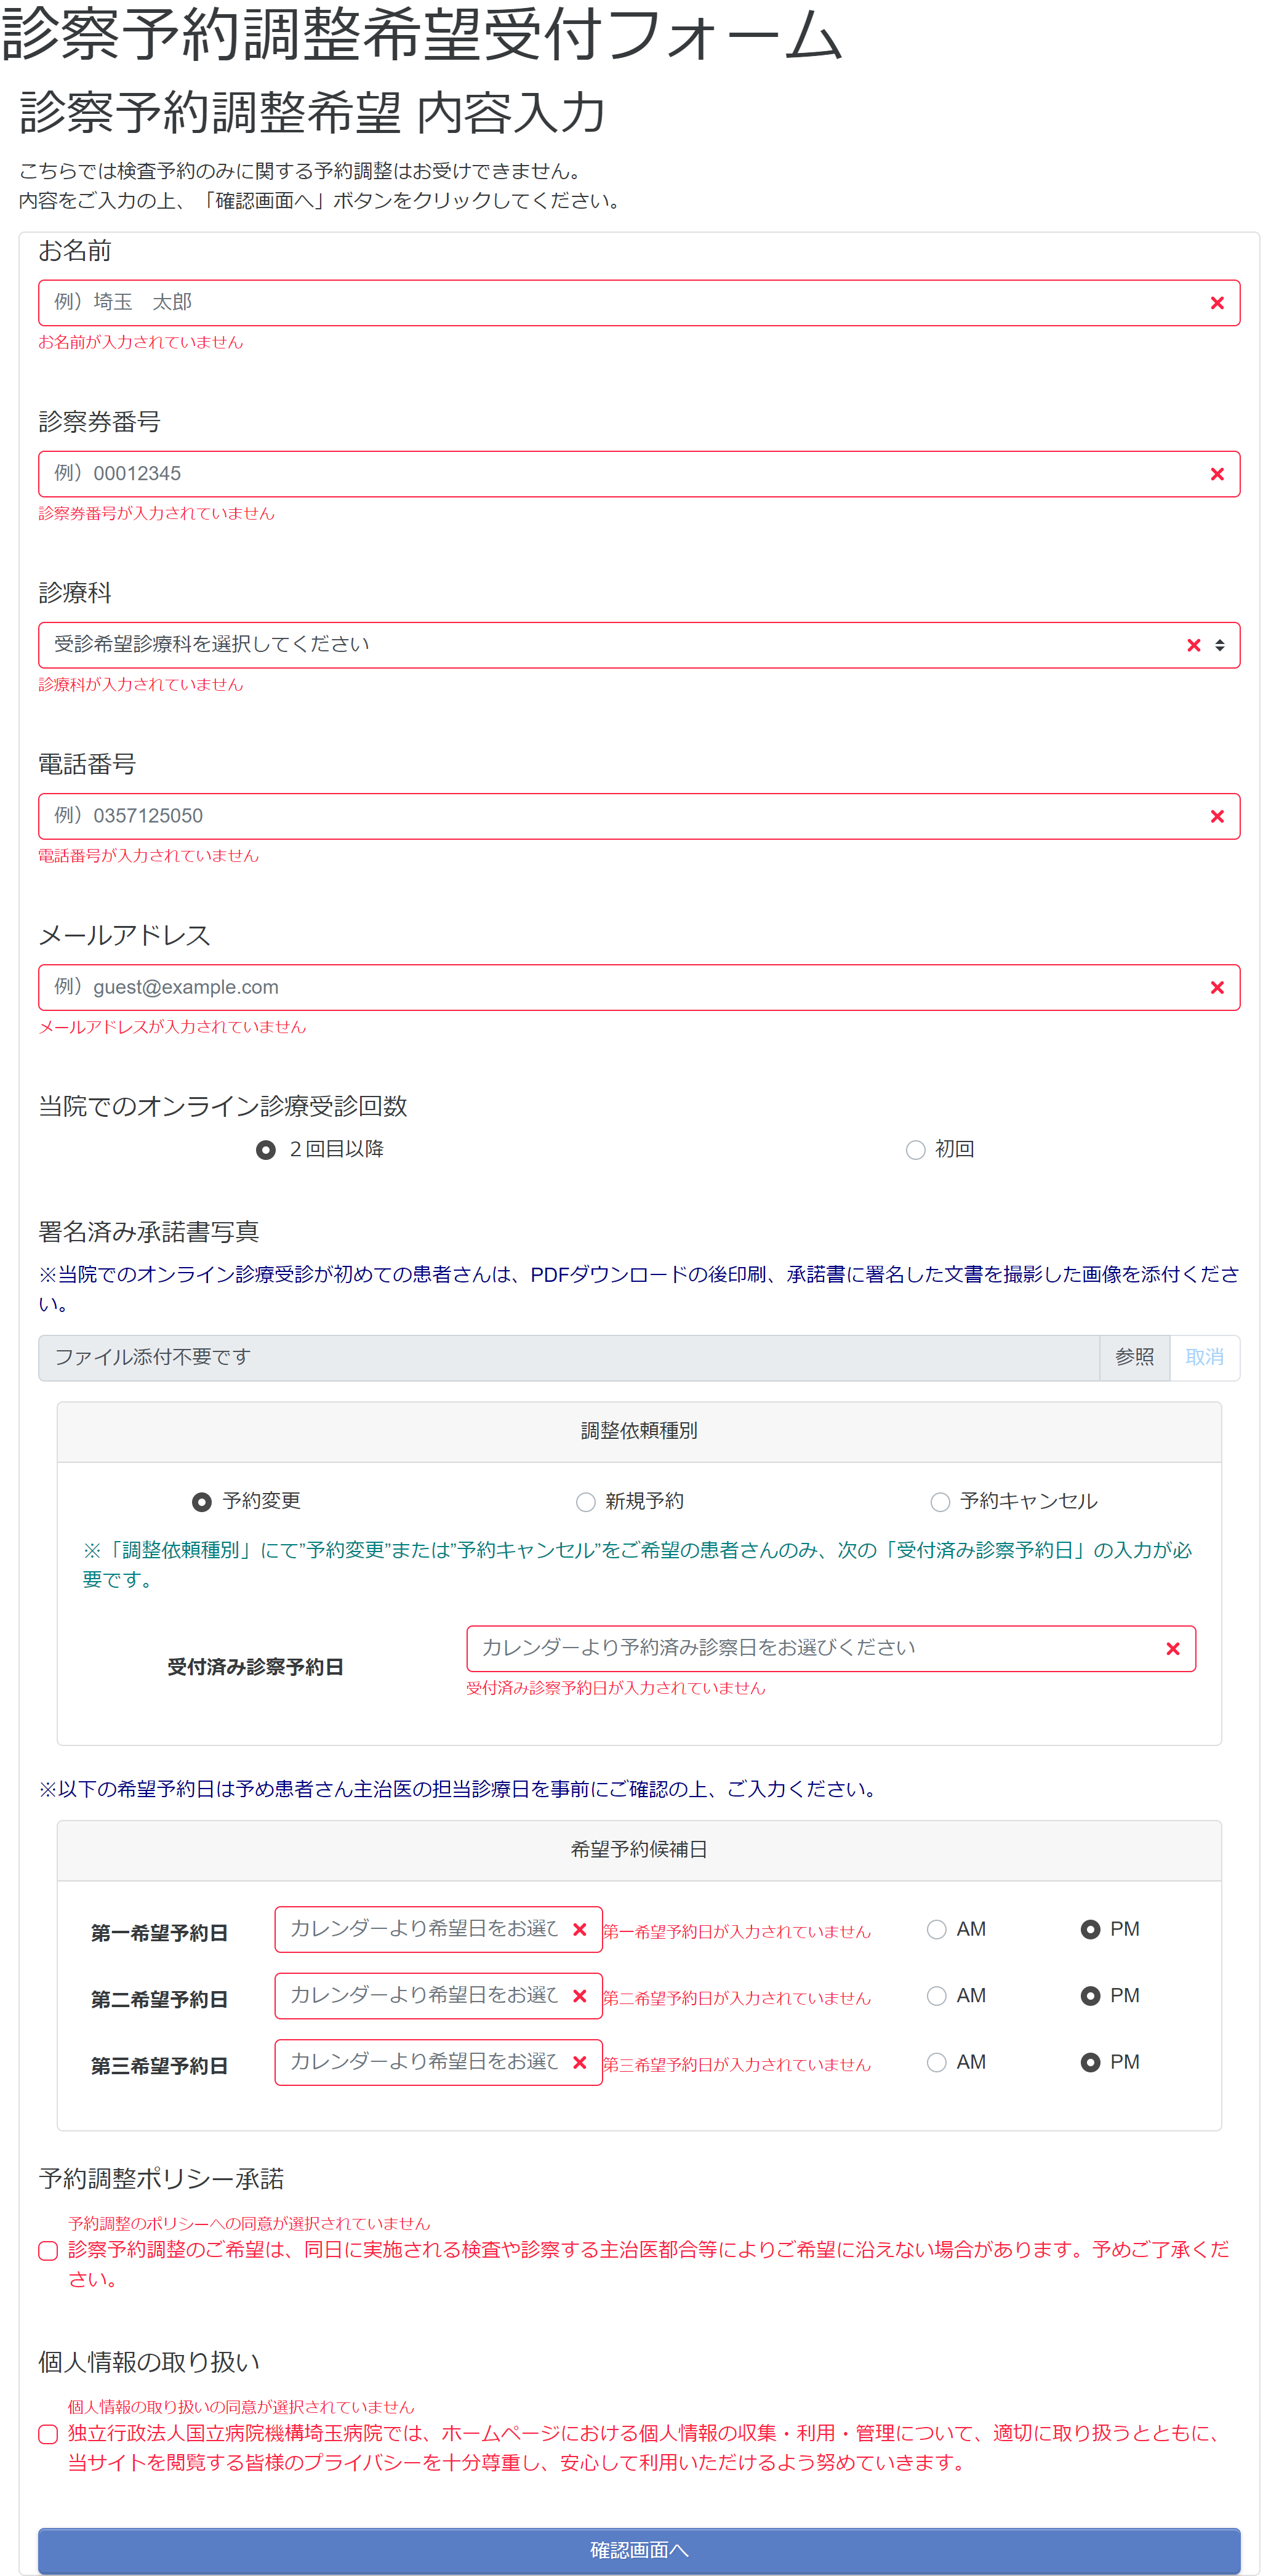 診察予約調整希望受付フォーム
診察予約調整希望 内容入力
こちらでは検査予約のみに関する予約調整はお受けできません。
内容をご入力の上、「確認画面へ」ボタンをクリックしてください。
お名前
例）埼玉　太郎
お名前が入力されていません
診察券番号
例）00012345
診察券番号が入力されていません
診療科
受診希望診療科を選択してください
診療科が入力されていません
電話番号
例）0357125050
電話番号が入力されていません
メールアドレス
例）guest@example.com
メールアドレスが入力されていません
当院でのオンライン診療受診回数
２回目以降 初回
署名済み承諾書写真
※当院でのオンライン診療受診が初めての患者さんは、PDFダウンロードの後印刷、承諾書に署名した文書を撮影した画像を添付くださ
い。
ファイル添付不要です 参照 取消
調整依頼種別
予約変更 新規予約 予約キャンセル
※「調整依頼種別」にて”予約変更”または”予約キャンセル”をご希望の患者さんのみ、次の「受付済み診察予約日」の入力が必
要です。
カレンダーより予約済み診察日をお選びください
受付済み診察予約日
受付済み診察予約日が入力されていません
※以下の希望予約日は予め患者さん主治医の担当診療日を事前にご確認の上、ご入力ください。
希望予約候補日
第一希望予約日 カレンダーより希望日をお選び 第一希望予約日が入力されていません AM PM
第二希望予約日 カレンダーより希望日をお選び 第二希望予約日が入力されていません AM PM
第三希望予約日 カレンダーより希望日をお選び 第三希望予約日が入力されていません AM PM
予約調整ポリシー承諾
予約調整のポリシーへの同意が選択されていません
診察予約調整のご希望は、同日に実施される検査や診察する主治医都合等によりご希望に沿えない場合があります。予めご了承くだ
さい。
個人情報の取り扱い
個人情報の取り扱いの同意が選択されていません
独立行政法人国立病院機構埼玉病院では、ホームページにおける個人情報の収集・利用・管理について、適切に取り扱うとともに、
当サイトを閲覧する皆様のプライバシーを十分尊重し、安心して利用いただけるよう努めていきます。
確認画面へ